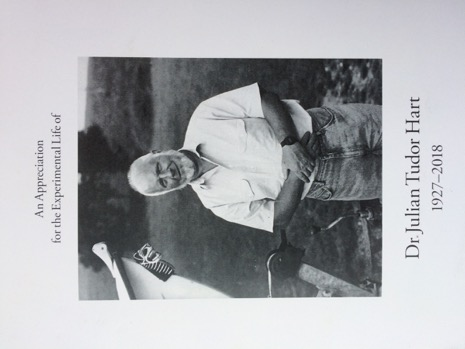 An Appreciation
for the Experimental Life of
Dr. Julian Tudor Hart
1927–2018